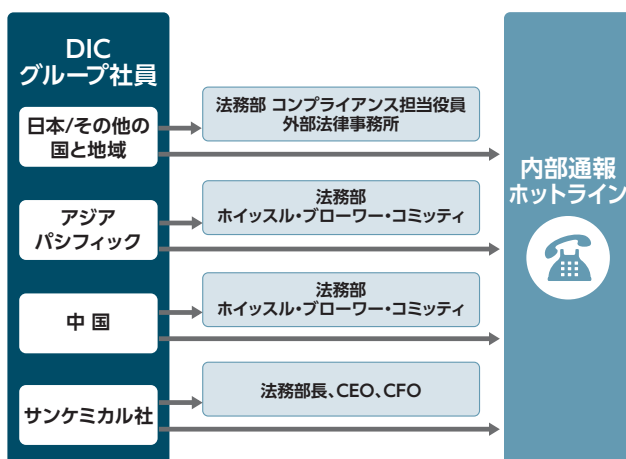 DIC
グループ社員
日本/その他の
国と地域
法務部 コンプライアンス担当役員
外部法律事務所
アジア
パシフィック
法務部
ホイッスル・ブローワー・コミッティ
中 国
法務部
ホイッスル・ブローワー・コミッティ
サンケミカル社
法務部長、CEO、CFO
内部通報
ホットライン